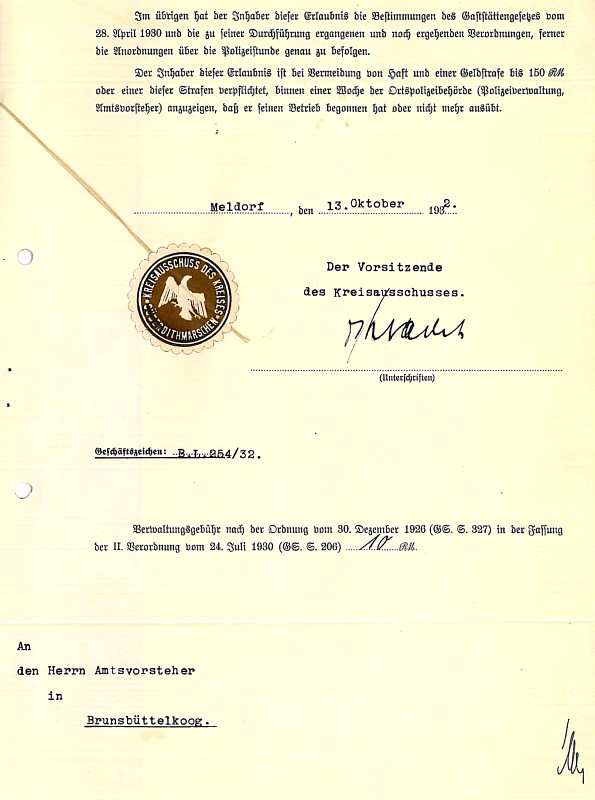 Im übrigen hat der Inhaber dieser Erlaubnis die Bestimmungen des Gaststättengesetzes vom
28. April 1930 und die zu seiner Durchführung ergangenen und noch ergehenden Verordnungen, ferner
die Anordnungen über die Polizeistunde genau zu befolgen.
Der Inhaber dieser Erlaubnis ist bei Vermeidung von Haft und einer Geldstrafe bis 150 RM
oder einer dieser Strafen verpflichtet, binnen einer Woche der Ortspolizeibehörde (Polizeiverwaltung,
Amtsvorsteher) anzuzeigen, daß er seinen Betrieb begonnen hat oder nicht mehr ausübt.
Meldorf, den 13. Oktober 1932.
KREISAUSSCHUSS DES KREISES
SÜDERDITHMARSCHEN
Der Vorsitzende
des Kreisausschusses.
(Unterschriften)
Geschäftszeichen: B.I. 254/32.
Verwaltungsgebühr nach der Ordnung vom 30. Dezember 1926 (GS. S. 327) in der Fassung
der II. Verordnung vom 24. Juli 1930 (GS. S. 206) 10 RM.
An
den Herrn Amtsvorsteher
in
Brunsbüttelkoog.